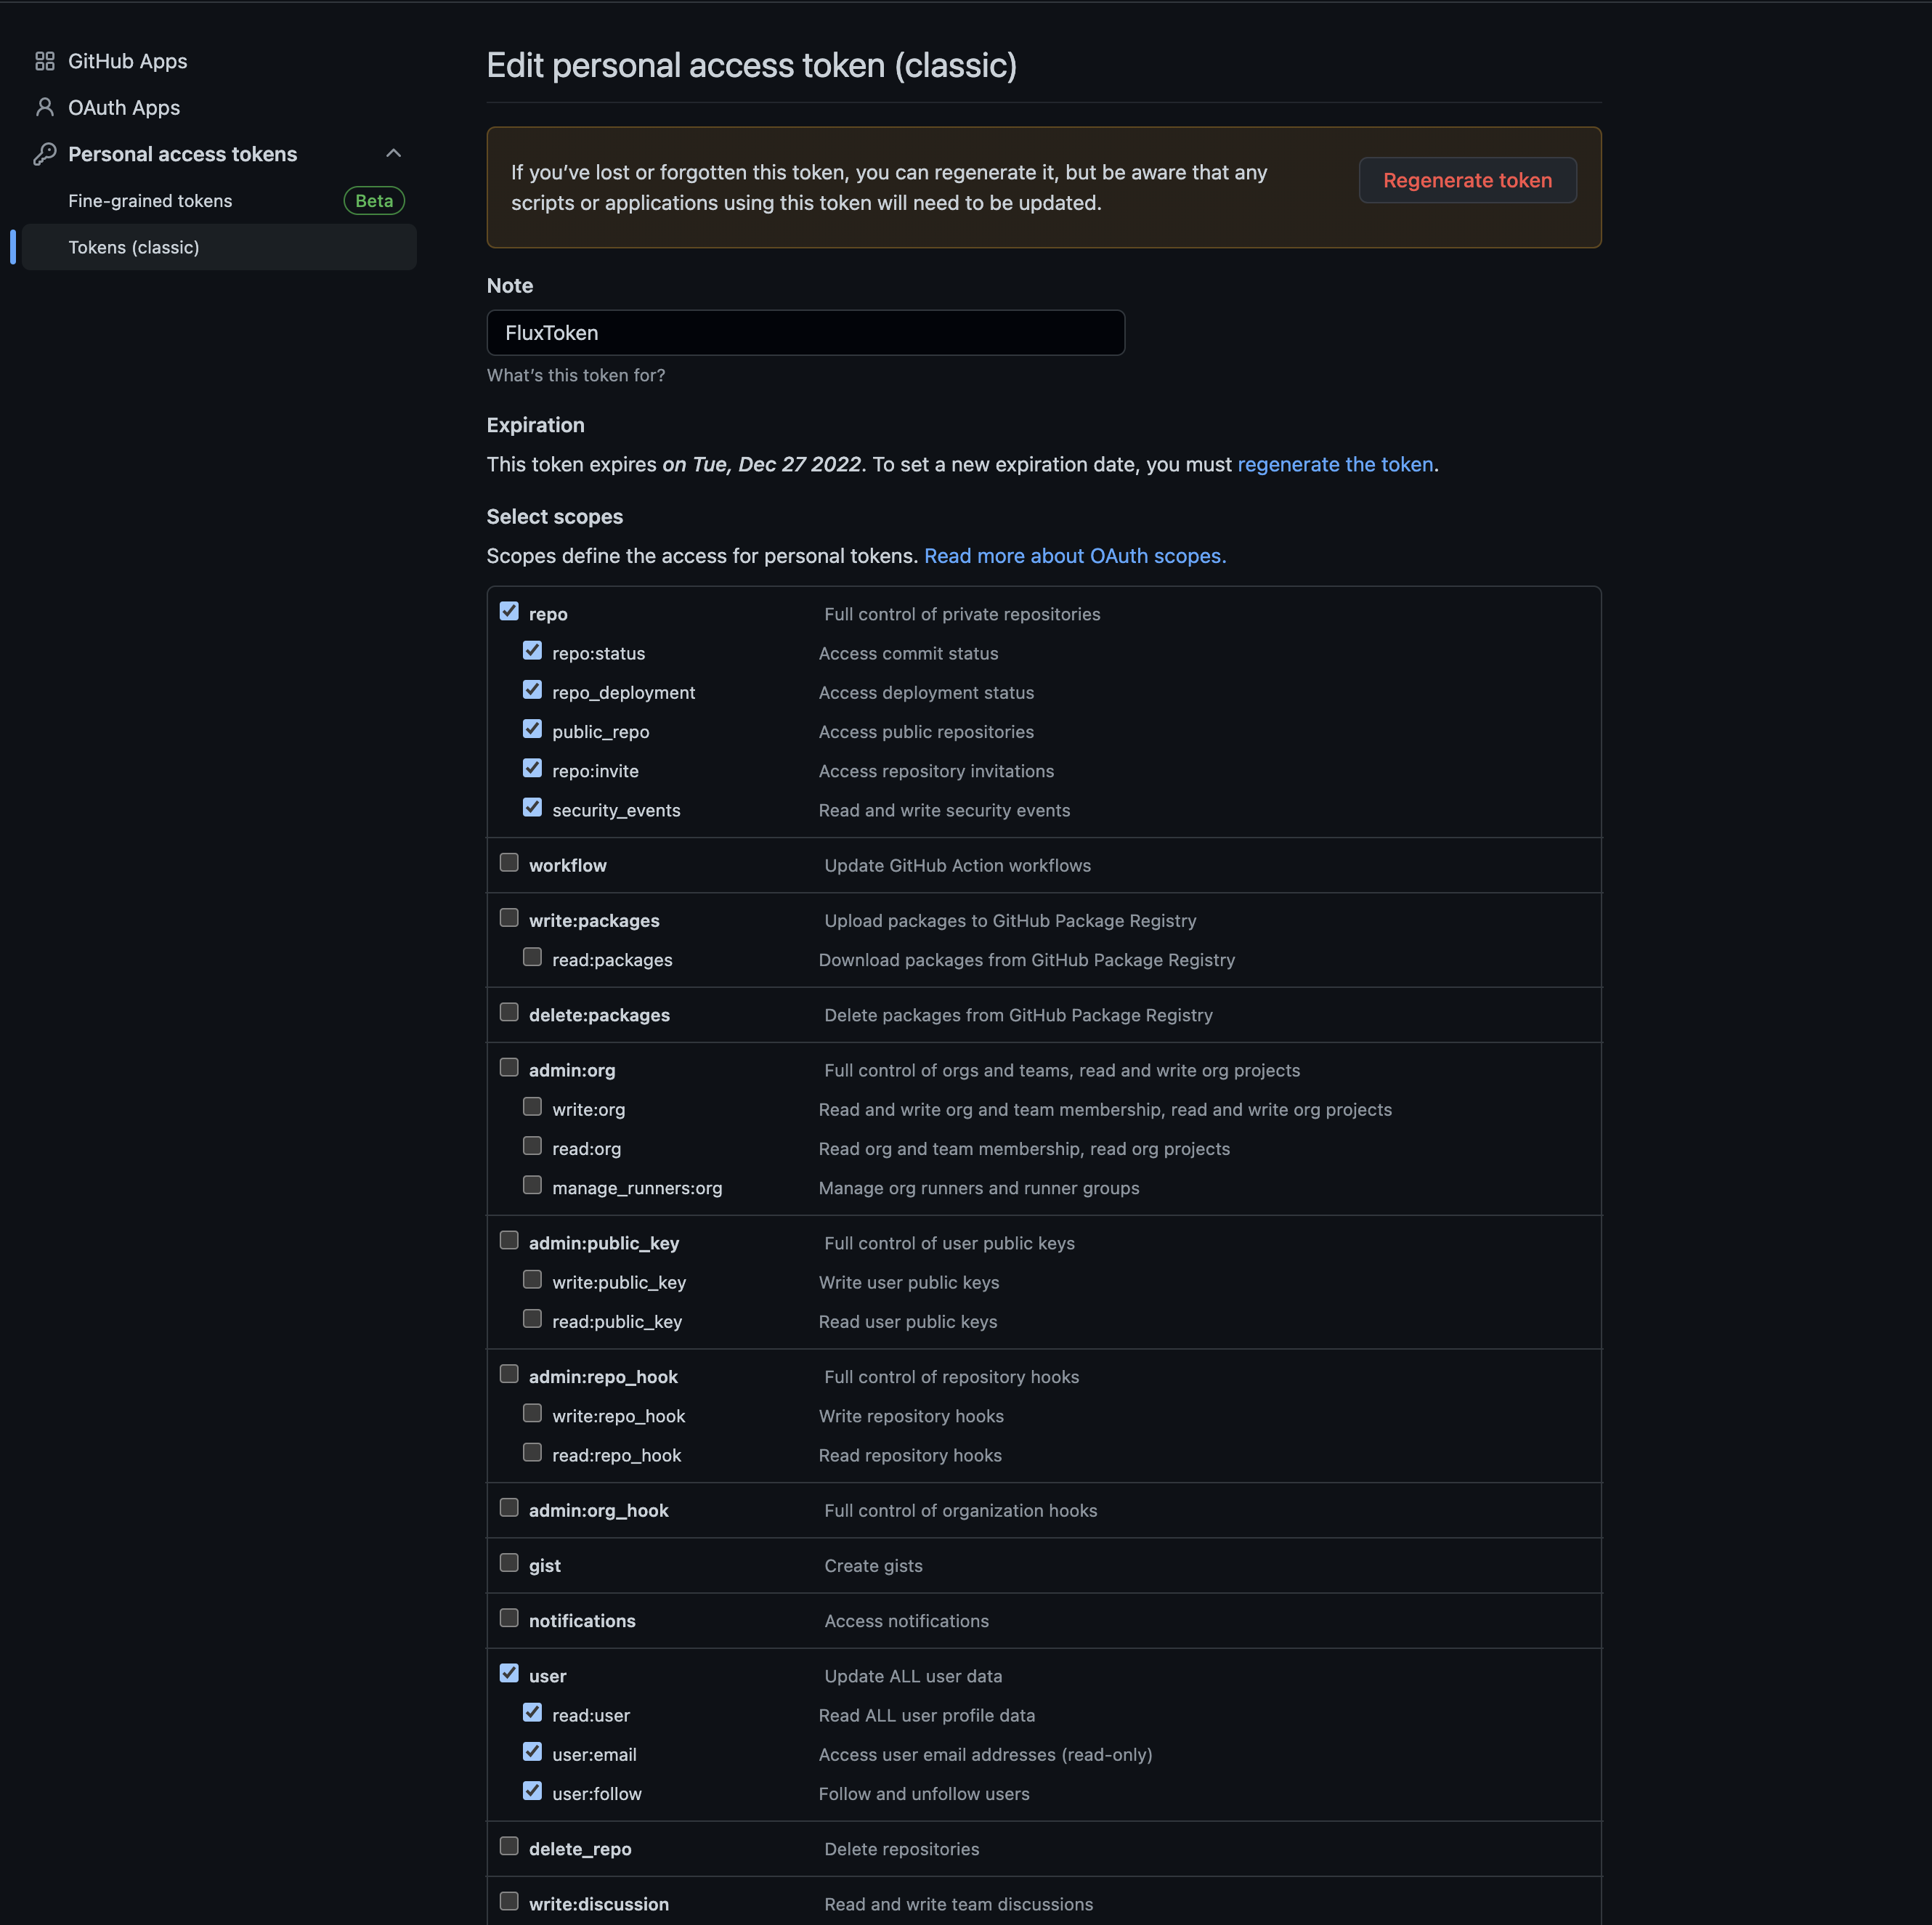 GitHub Apps
OAuth Apps
Personal access tokens
Fine-grained tokens Beta
Tokens (classic)
Edit personal access token (classic)
If you’ve lost or forgotten this token, you can regenerate it, but be aware that any
scripts or applications using this token will need to be updated.
Regenerate token
Note
FluxToken
What’s this token for?
Expiration
This token expires on Tue, Dec 27 2022. To set a new expiration date, you must regenerate the token.
Select scopes
Scopes define the access for personal tokens. Read more about OAuth scopes.
repo Full control of private repositories
repo:status Access commit status
repo_deployment Access deployment status
public_repo Access public repositories
repo:invite Access repository invitations
security_events Read and write security events
workflow Update GitHub Action workflows
write:packages Upload packages to GitHub Package Registry
read:packages Download packages from GitHub Package Registry
delete:packages Delete packages from GitHub Package Registry
admin:org Full control of orgs and teams, read and write org projects
write:org Read and write org and team membership, read and write org projects
read:org Read org and team membership, read org projects
manage_runners:org Manage org runners and runner groups
admin:public_key Full control of user public keys
write:public_key Write user public keys
read:public_key Read user public keys
admin:repo_hook Full control of repository hooks
write:repo_hook Write repository hooks
read:repo_hook Read repository hooks
admin:org_hook Full control of organization hooks
gist Create gists
notifications Access notifications
user Update ALL user data
read:user Read ALL user profile data
user:email Access user email addresses (read-only)
user:follow Follow and unfollow users
delete_repo Delete repositories
write:discussion Read and write team discussions